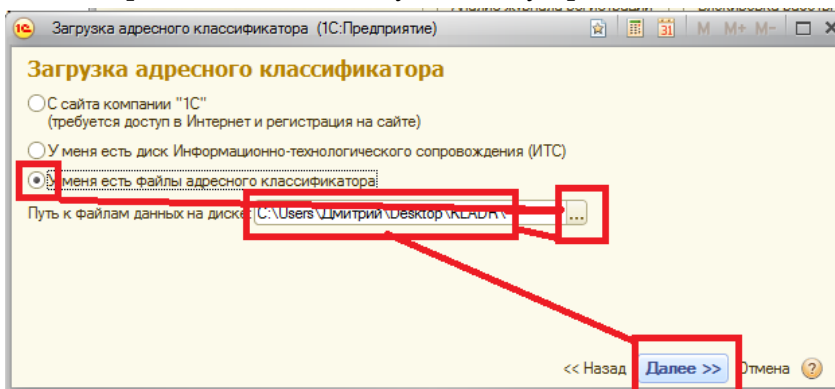 Загрузка адресного классификатора (1С:Предприятие)
31 M M+ M-
Загрузка адресного классификатора
С сайта компании "1С"
(требуется доступ в Интернет и регистрация на сайте)
У меня есть диск Информационно-технологического сопровождения (ИТС)
У меня есть файлы адресного классификатора
Путь к файлам данных на диске: C:\Users\Дмитрий\Desktop\KLADR\ ...
<< Назад Далее >> Отмена ?